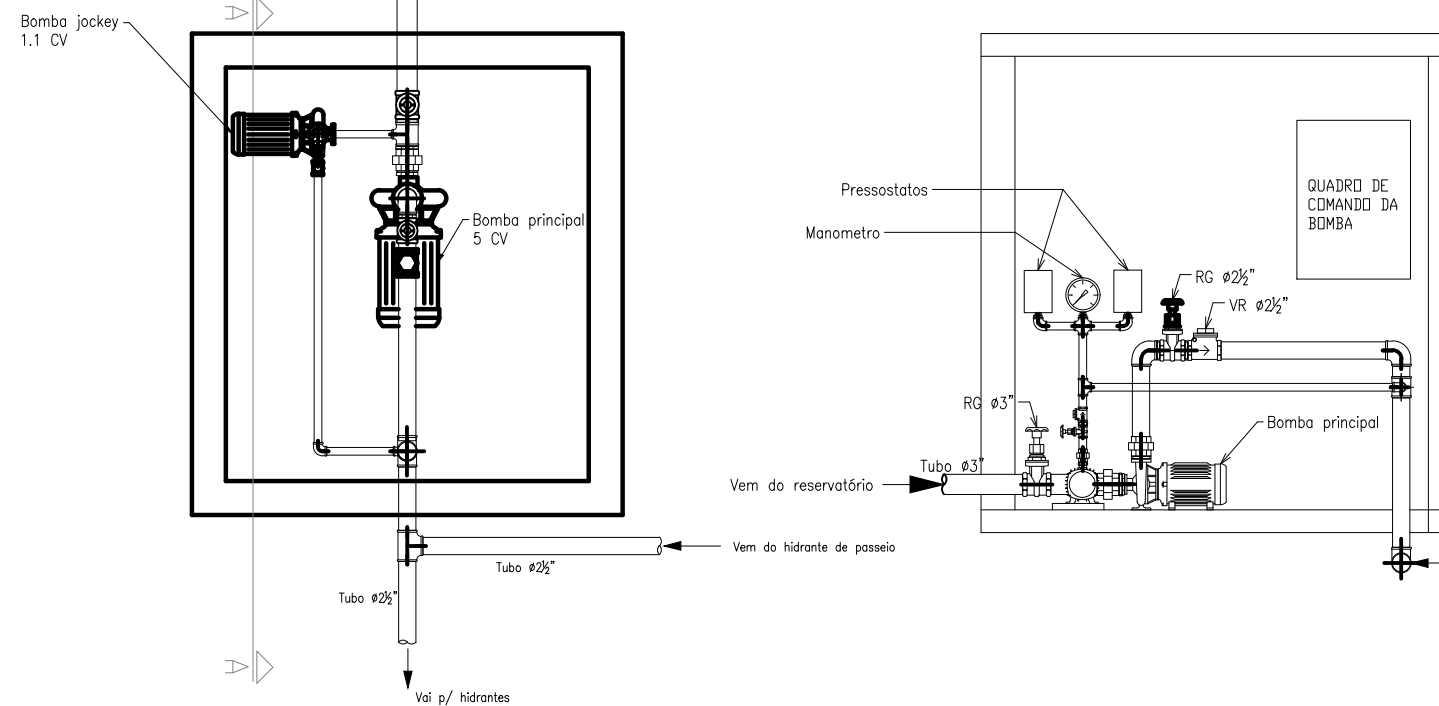 A
Bomba jockey
1.1 CV
Bomba principal
5 CV
Vem do hidrante de passeio
Tubo ø2½"
Tubo ø2½"
A
Vai p/ hidrantes
QUADRO DE
COMANDO DA
BOMBA
Pressostatos
Manometro
RG ø2½"
VR ø2½"
RG ø3"
Bomba principal
Tubo ø3"
Vem do reservatório